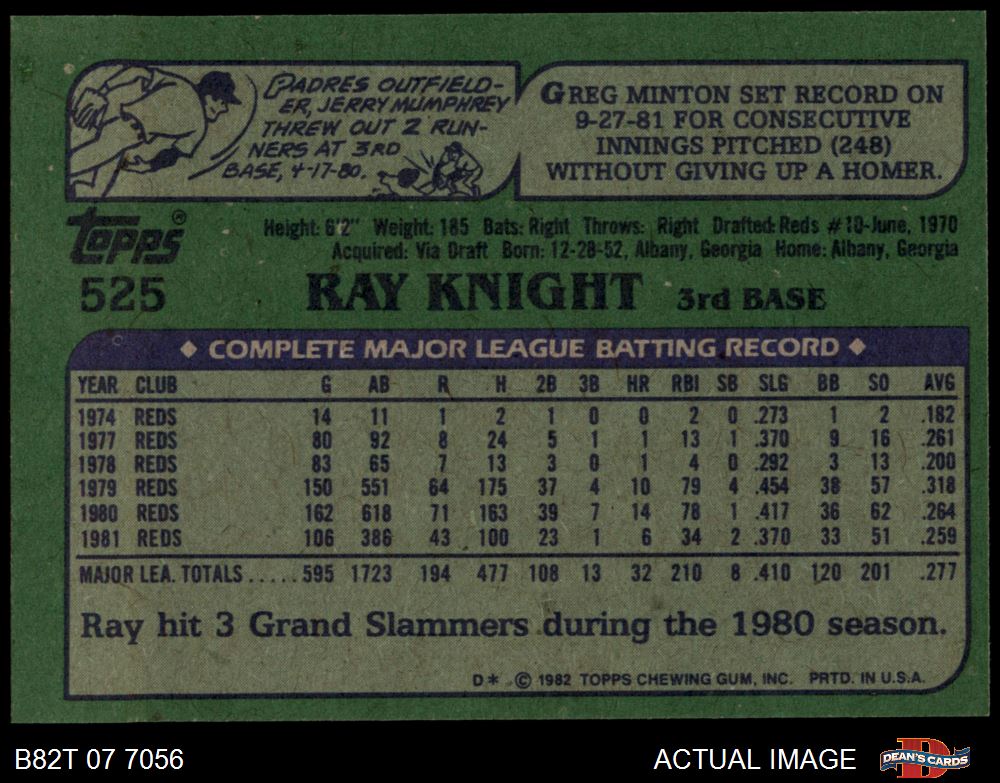 PADRES OUTFIELD-
ER, JERRY MUMPHREY
THREW OUT 2 RUN-
NERS AT 3RD
BASE, 4-17-80.
GREG MINTON SET RECORD ON
9-27-81 FOR CONSECUTIVE
INNINGS PITCHED (248)
WITHOUT GIVING UP A HOMER.
Topps®
525
Height: 6'2" Weight: 185 Bats: Right Throws: Right Drafted: Reds #10-June, 1970
Acquired: Via Draft Born: 12-28-52, Albany, Georgia Home: Albany, Georgia
RAY KNIGHT 3rd BASE
◆ COMPLETE MAJOR LEAGUE BATTING RECORD ◆
YEAR CLUB G AB R H 2B 3B HR RBI SB SLG BB SO AVG
1974 REDS 14 11 1 2 1 0 0 2 0 .273 1 2 .182
1977 REDS 80 92 8 24 5 1 1 13 1 .370 9 16 .261
1978 REDS 83 65 7 13 3 0 1 4 0 .292 3 13 .200
1979 REDS 150 551 64 175 37 4 10 79 4 .454 38 57 .318
1980 REDS 162 618 71 163 39 7 14 78 1 .417 36 62 .264
1981 REDS 106 386 43 100 23 1 6 34 2 .370 33 51 .259
MAJOR LEA. TOTALS ..... 595 1723 194 477 108 13 32 210 8 .410 120 201 .277
Ray hit 3 Grand Slammers during the 1980 season.
D* © 1982 TOPPS CHEWING GUM, INC. PRTD. IN U.S.A.
B82T 07 7056
ACTUAL IMAGE
D
DEAN'S CARDS